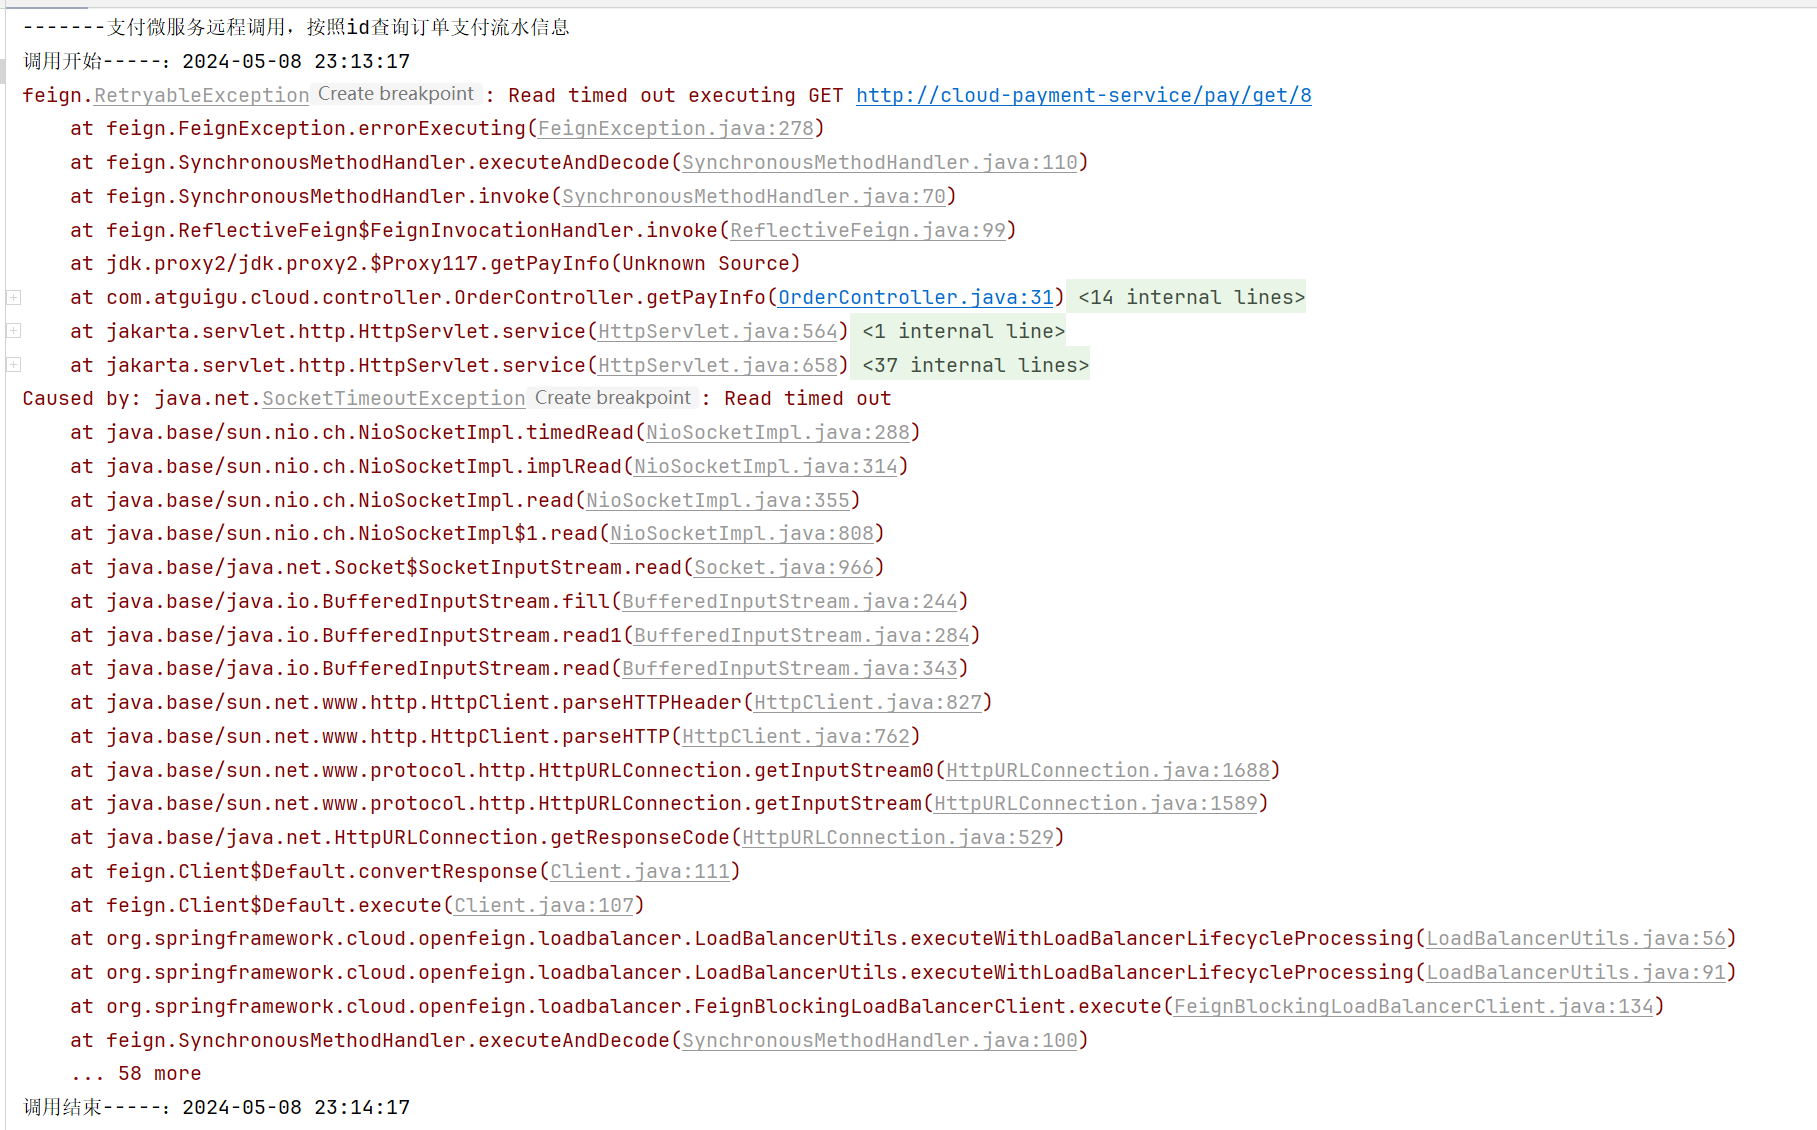 -------支付微服务远程调用，按照id查询订单支付流水信息
调用开始-----：2024-05-08 23:13:17
feign.RetryableException Create breakpoint : Read timed out executing GET http://cloud-payment-service/pay/get/8
at feign.FeignException.errorExecuting(FeignException.java:278)
at feign.SynchronousMethodHandler.executeAndDecode(SynchronousMethodHandler.java:110)
at feign.SynchronousMethodHandler.invoke(SynchronousMethodHandler.java:70)
at feign.ReflectiveFeign$FeignInvocationHandler.invoke(ReflectiveFeign.java:99)
at jdk.proxy2/jdk.proxy2.$Proxy117.getPayInfo(Unknown Source)
at com.atguigu.cloud.controller.OrderController.getPayInfo(OrderController.java:31) <14 internal lines>
at jakarta.servlet.http.HttpServlet.service(HttpServlet.java:564) <1 internal line>
at jakarta.servlet.http.HttpServlet.service(HttpServlet.java:658) <37 internal lines>
Caused by: java.net.SocketTimeoutException Create breakpoint : Read timed out
at java.base/sun.nio.ch.NioSocketImpl.timedRead(NioSocketImpl.java:288)
at java.base/sun.nio.ch.NioSocketImpl.implRead(NioSocketImpl.java:314)
at java.base/sun.nio.ch.NioSocketImpl.read(NioSocketImpl.java:355)
at java.base/sun.nio.ch.NioSocketImpl$1.read(NioSocketImpl.java:808)
at java.base/java.net.Socket$SocketInputStream.read(Socket.java:966)
at java.base/java.io.BufferedInputStream.fill(BufferedInputStream.java:244)
at java.base/java.io.BufferedInputStream.read1(BufferedInputStream.java:284)
at java.base/java.io.BufferedInputStream.read(BufferedInputStream.java:343)
at java.base/sun.net.www.http.HttpClient.parseHTTPHeader(HttpClient.java:827)
at java.base/sun.net.www.http.HttpClient.parseHTTP(HttpClient.java:762)
at java.base/sun.net.www.protocol.http.HttpURLConnection.getInputStream0(HttpURLConnection.java:1688)
at java.base/sun.net.www.protocol.http.HttpURLConnection.getInputStream(HttpURLConnection.java:1589)
at java.base/java.net.HttpURLConnection.getResponseCode(HttpURLConnection.java:529)
at feign.Client$Default.convertResponse(Client.java:111)
at feign.Client$Default.execute(Client.java:107)
at org.springframework.cloud.openfeign.loadbalancer.LoadBalancerUtils.executeWithLoadBalancerLifecycleProcessing(LoadBalancerUtils.java:56)
at org.springframework.cloud.openfeign.loadbalancer.LoadBalancerUtils.executeWithLoadBalancerLifecycleProcessing(LoadBalancerUtils.java:91)
at org.springframework.cloud.openfeign.loadbalancer.FeignBlockingLoadBalancerClient.execute(FeignBlockingLoadBalancerClient.java:134)
at feign.SynchronousMethodHandler.executeAndDecode(SynchronousMethodHandler.java:100)
... 58 more
调用结束-----：2024-05-08 23:14:17